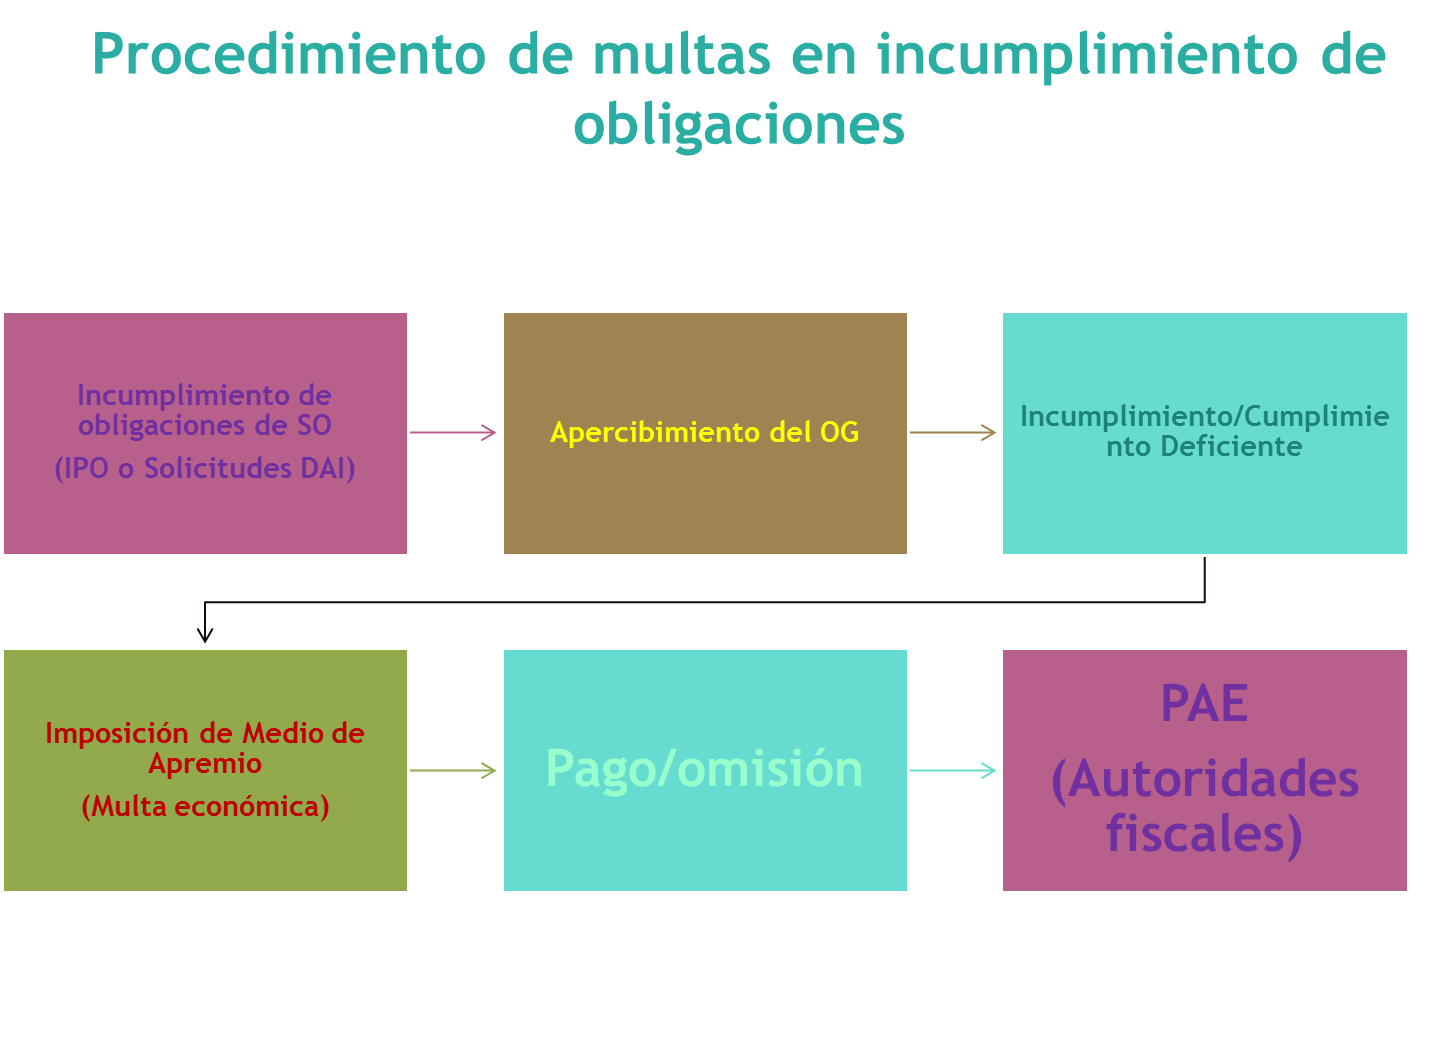 Procedimiento de multas en incumplimiento de
obligaciones
Incumplimiento de
obligaciones de SO
(IPO o Solicitudes DAI)
Apercibimiento del OG
Incumplimiento/Cumplimie
nto Deficiente
Imposición de Medio de
Apremio
(Multa económica)
Pago/omisión
PAE
(Autoridades
fiscales)